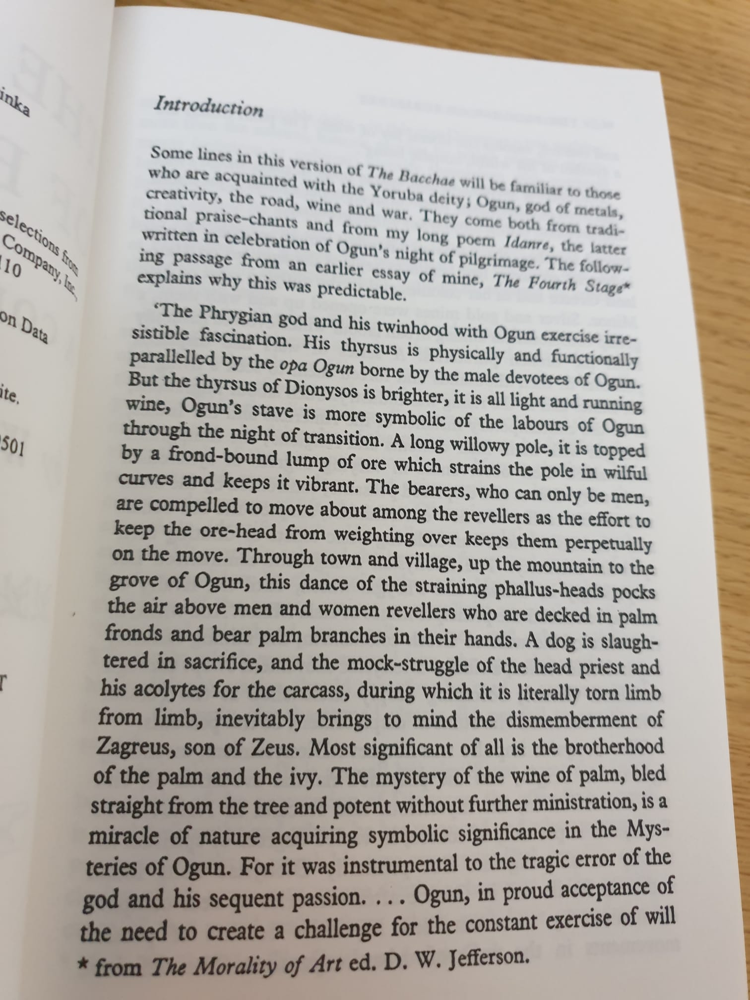 inka
selections from
Company, Inc.,
110
on Data
ite.
501
Introduction
Some lines in this version of The Bacchae will be familiar to those
who are acquainted with the Yoruba deity; Ogun, god of metals,
creativity, the road, wine and war. They come both from tradi-
tional praise-chants and from my long poem Idanre, the latter
written in celebration of Ogun's night of pilgrimage. The follow-
ing passage from an earlier essay of mine, The Fourth Stage*
explains why this was predictable.
‘The Phrygian god and his twinhood with Ogun exercise irre-
sistible fascination. His thyrsus is physically and functionally
parallelled by the opa Ogun borne by the male devotees of Ogun.
But the thyrsus of Dionysos is brighter, it is all light and running
wine, Ogun's stave is more symbolic of the labours of Ogun
through the night of transition. A long willowy pole, it is topped
by a frond-bound lump of ore which strains the pole in wilful
curves and keeps it vibrant. The bearers, who can only be men,
are compelled to move about among the revellers as the effort to
keep the ore-head from weighting over keeps them perpetually
on the move. Through town and village, up the mountain to the
grove of Ogun, this dance of the straining phallus-heads pocks
the air above men and women revellers who are decked in palm
fronds and bear palm branches in their hands. A dog is slaugh-
tered in sacrifice, and the mock-struggle of the head priest and
his acolytes for the carcass, during which it is literally torn limb
from limb, inevitably brings to mind the dismemberment of
Zagreus, son of Zeus. Most significant of all is the brotherhood
of the palm and the ivy. The mystery of the wine of palm, bled
straight from the tree and potent without further ministration, is a
miracle of nature acquiring symbolic significance in the Mys-
teries of Ogun. For it was instrumental to the tragic error of the
god and his sequent passion. . . . Ogun, in proud acceptance of
the need to create a challenge for the constant exercise of will
* from The Morality of Art ed. D. W. Jefferson.